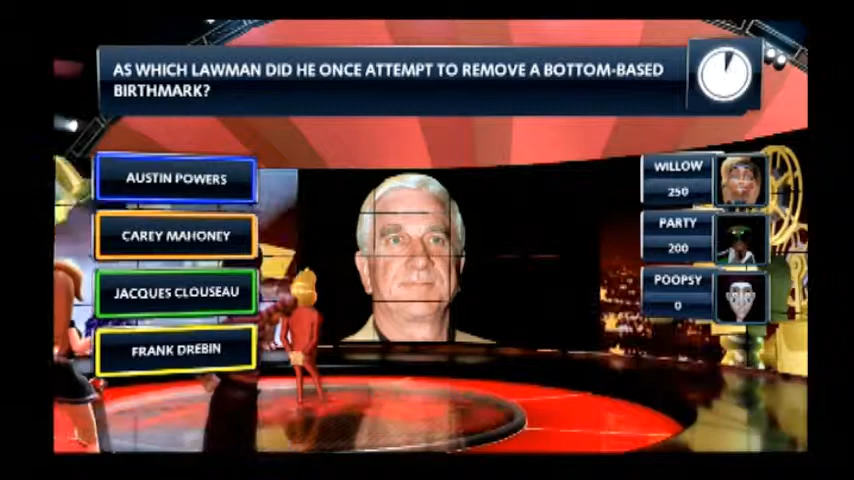 AS WHICH LAWMAN DID HE ONCE ATTEMPT TO REMOVE A BOTTOM-BASED
BIRTHMARK?
AUSTIN POWERS
CAREY MAHONEY
JACQUES CLOUSEAU
FRANK DREBIN
WILLOW
250
PARTY
200
POOPSY
0